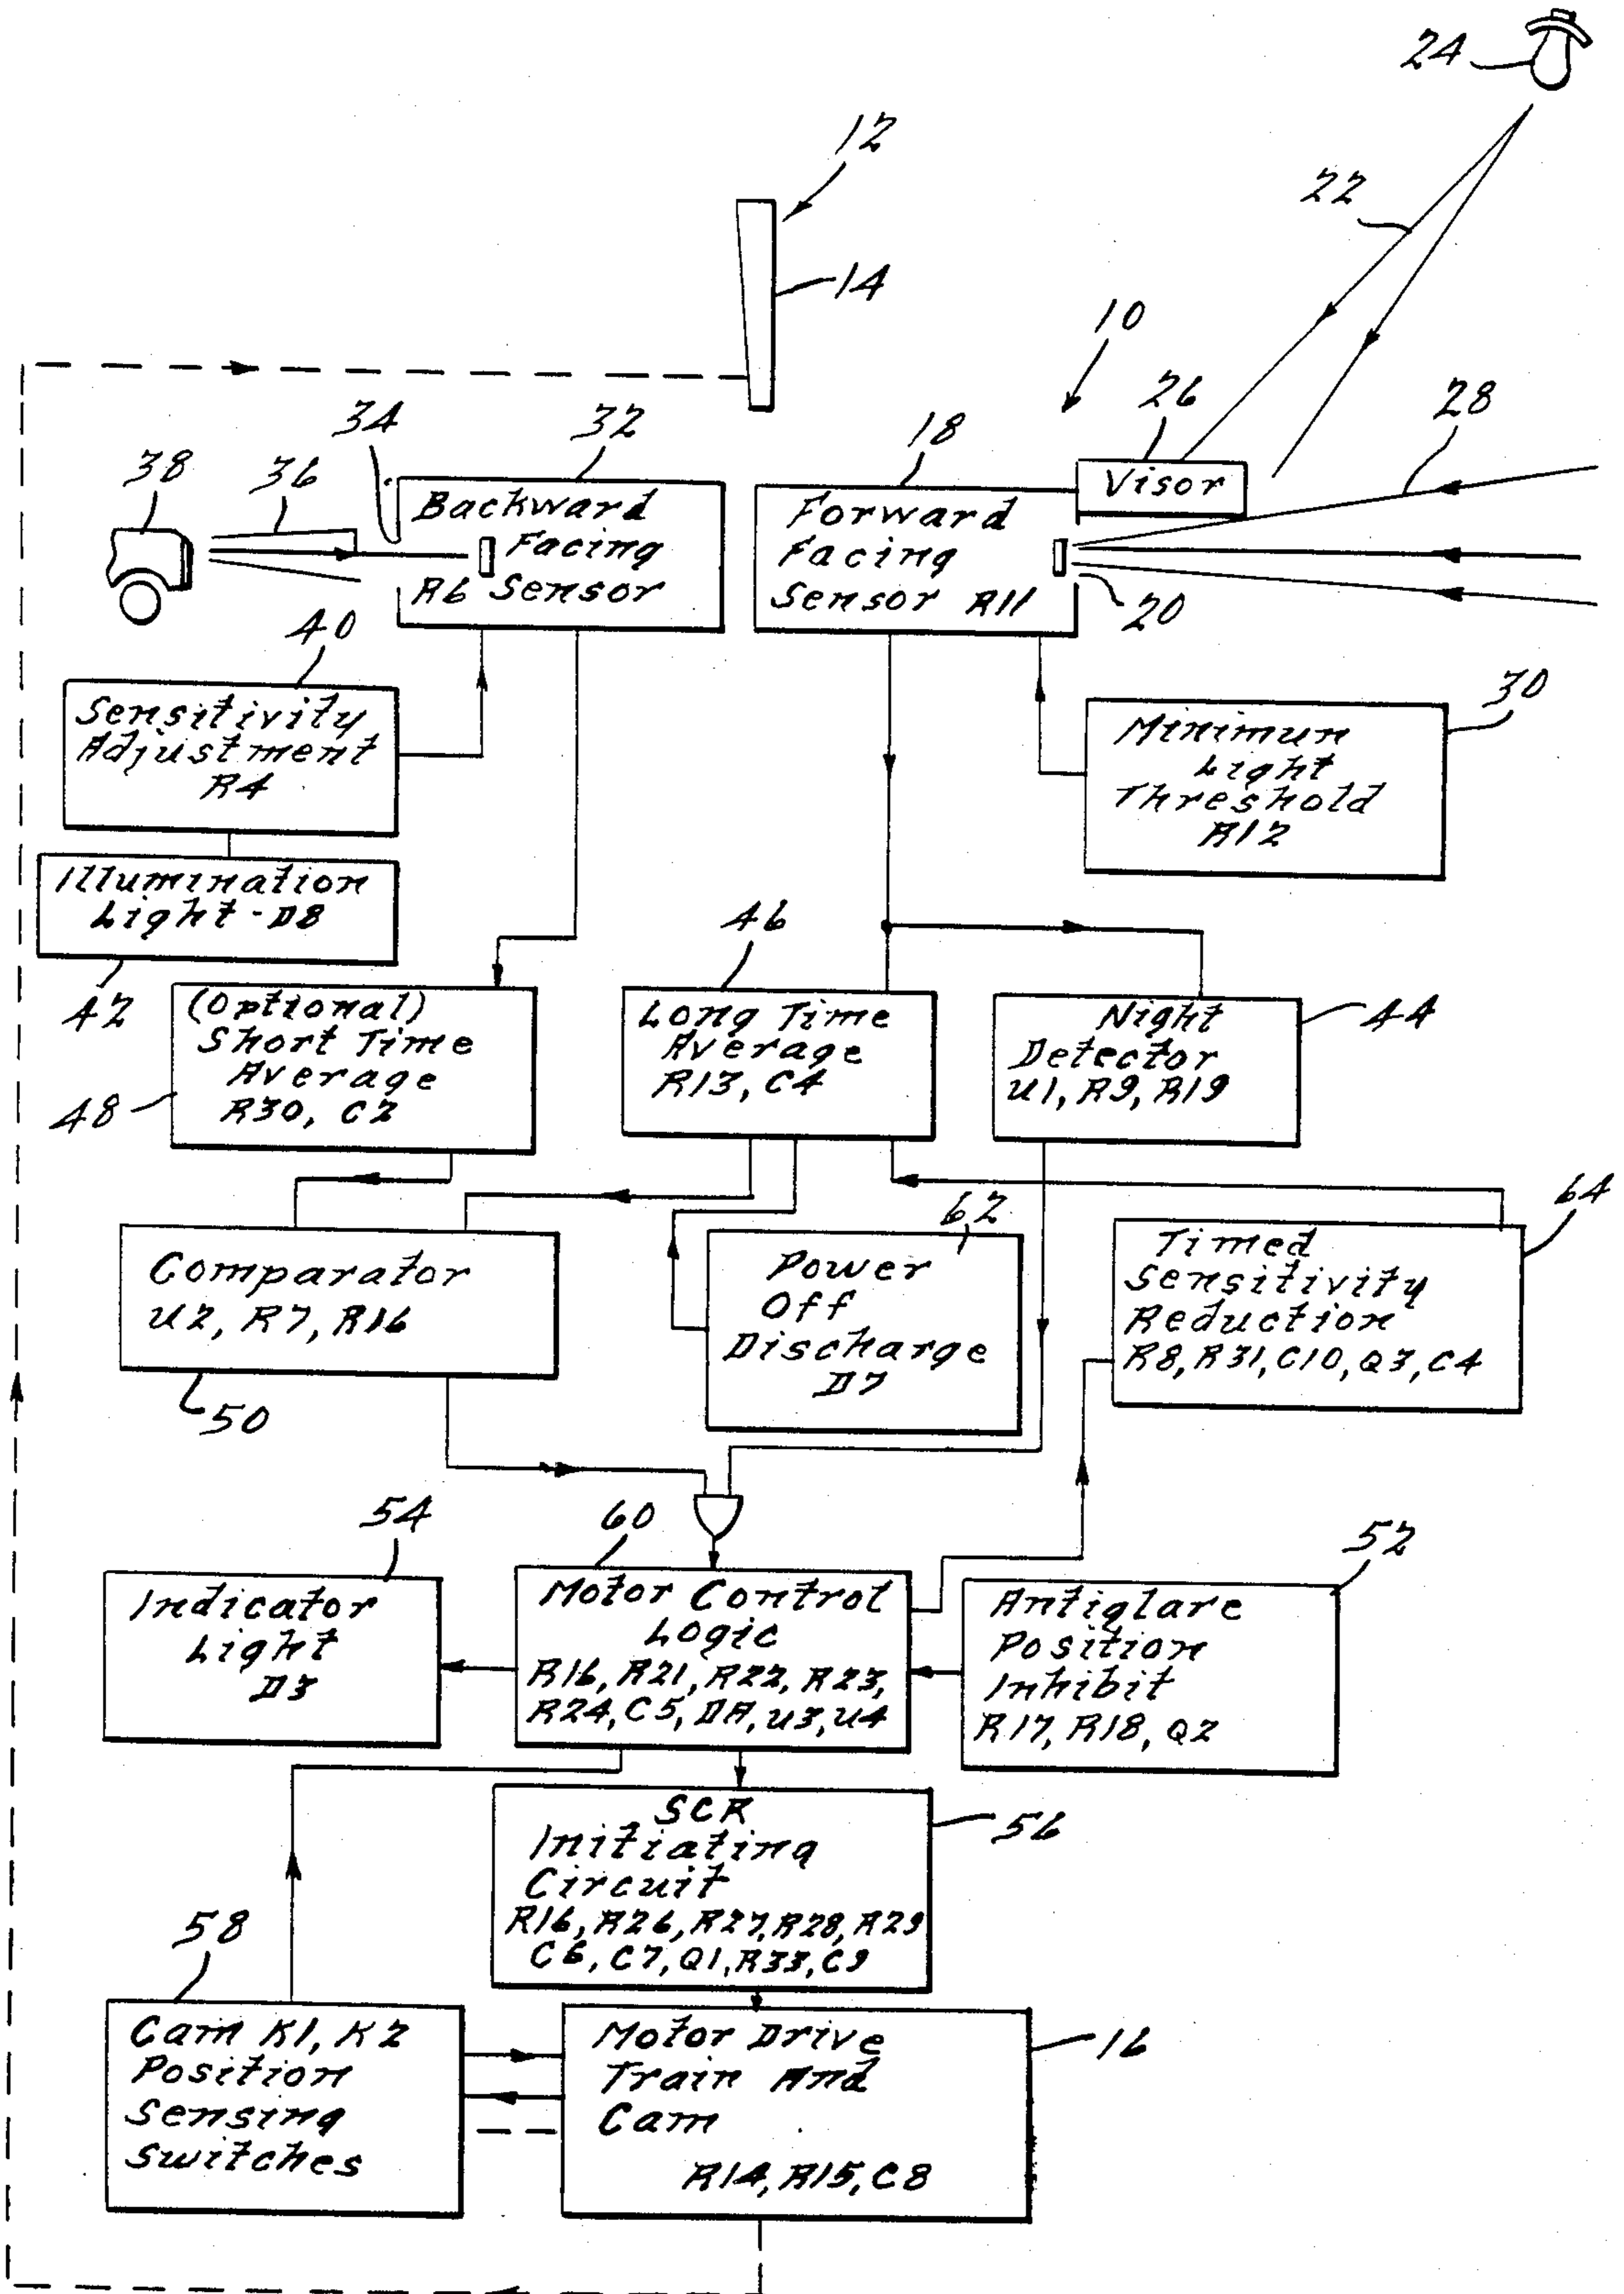 24
12
22
14
10
26
28
34
32
18
38
36
Visor
Backward
Facing
R6 Sensor
Forward
Facing
Sensor R11
20
40
30
Sensitivity
Adjustment
R4
Minimum
Light
Threshold
R12
Illumination
Light - D8
42
46
44
(Optional)
Short Time
Average
R30, C2
48
Long Time
Average
R13, C4
Night
Detector
U1, R9, R19
62
64
Comparator
U2, R7, R16
50
Power
Off
Discharge
D7
Timed
Sensitivity
Reduction
R8, R31, C10, Q3, C4
54
60
52
Indicator
Light
D3
Motor Control
Logic
R16, R21, R22, R23,
R24, C5, DA, U3, U4
Antiglare
Position
Inhibit
R17, R18, Q2
SCR
Initiating
Circuit
R16, R26, R27, R28, R29
C6, C7, Q1, R33, C9
56
58
Cam K1, K2
Position
Sensing
Switches
Motor Drive
Train And
Cam
R14, R15, C8
16